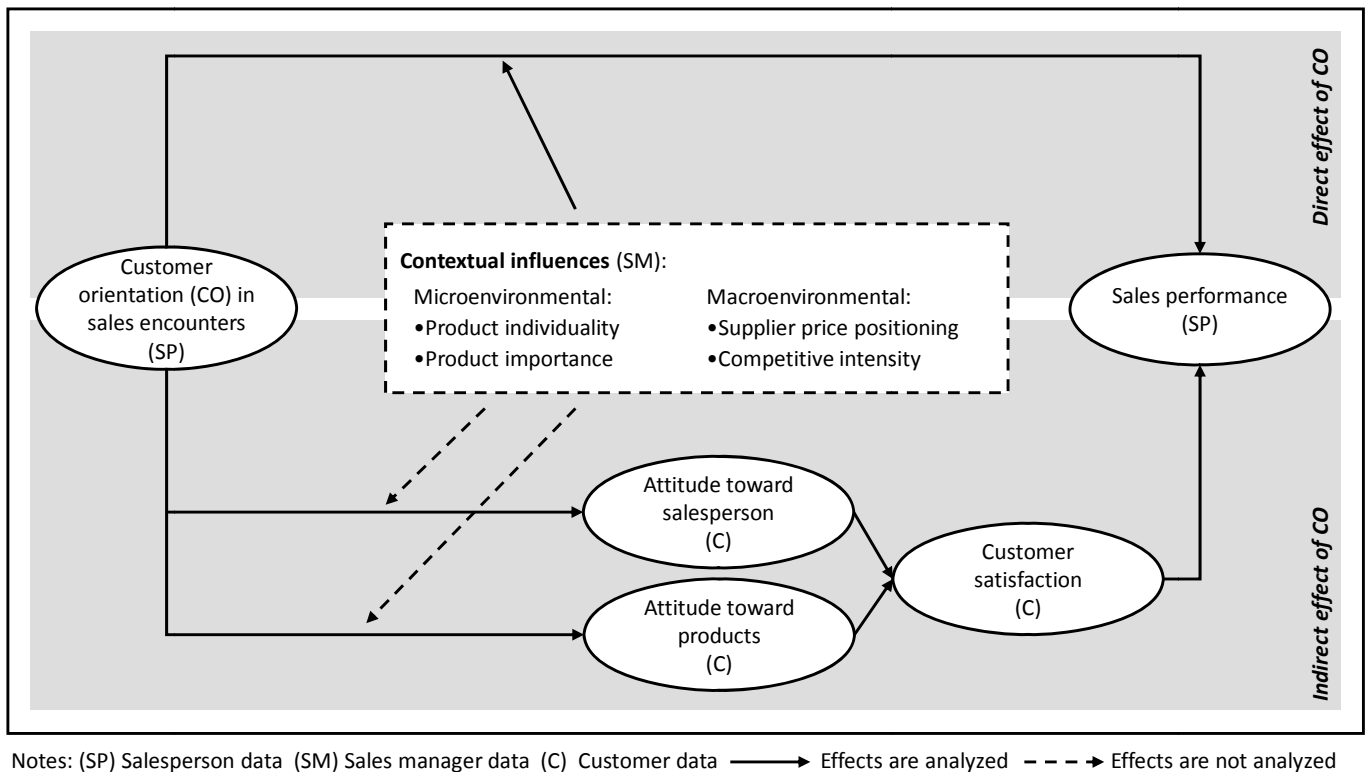 Direct effect of CO
Customer
orientation (CO) in
sales encounters
(SP)
Contextual influences (SM):
Microenvironmental:
•Product individuality
•Product importance
Macroenvironmental:
•Supplier price positioning
•Competitive intensity
Sales performance
(SP)
Attitude toward
salesperson
(C)
Attitude toward
products
(C)
Customer
satisfaction
(C)
Indirect effect of CO
Notes: (SP) Salesperson data (SM) Sales manager data (C) Customer data Effects are analyzed Effects are not analyzed